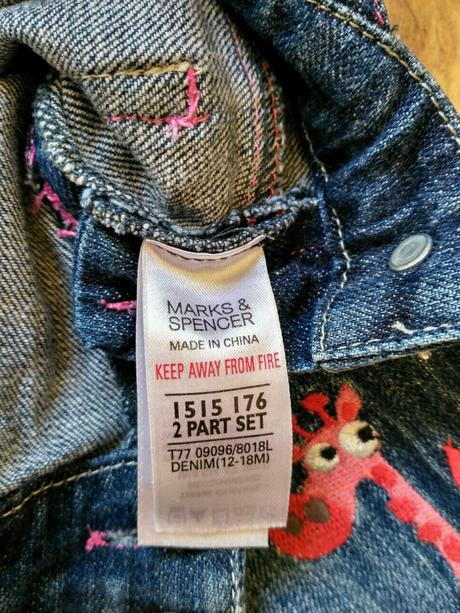 MARKS &
SPENCER
MADE IN CHINA
KEEP AWAY FROM FIRE
1515 176
2 PART SET
T77 09096/8018L
DENIM(12-18M)